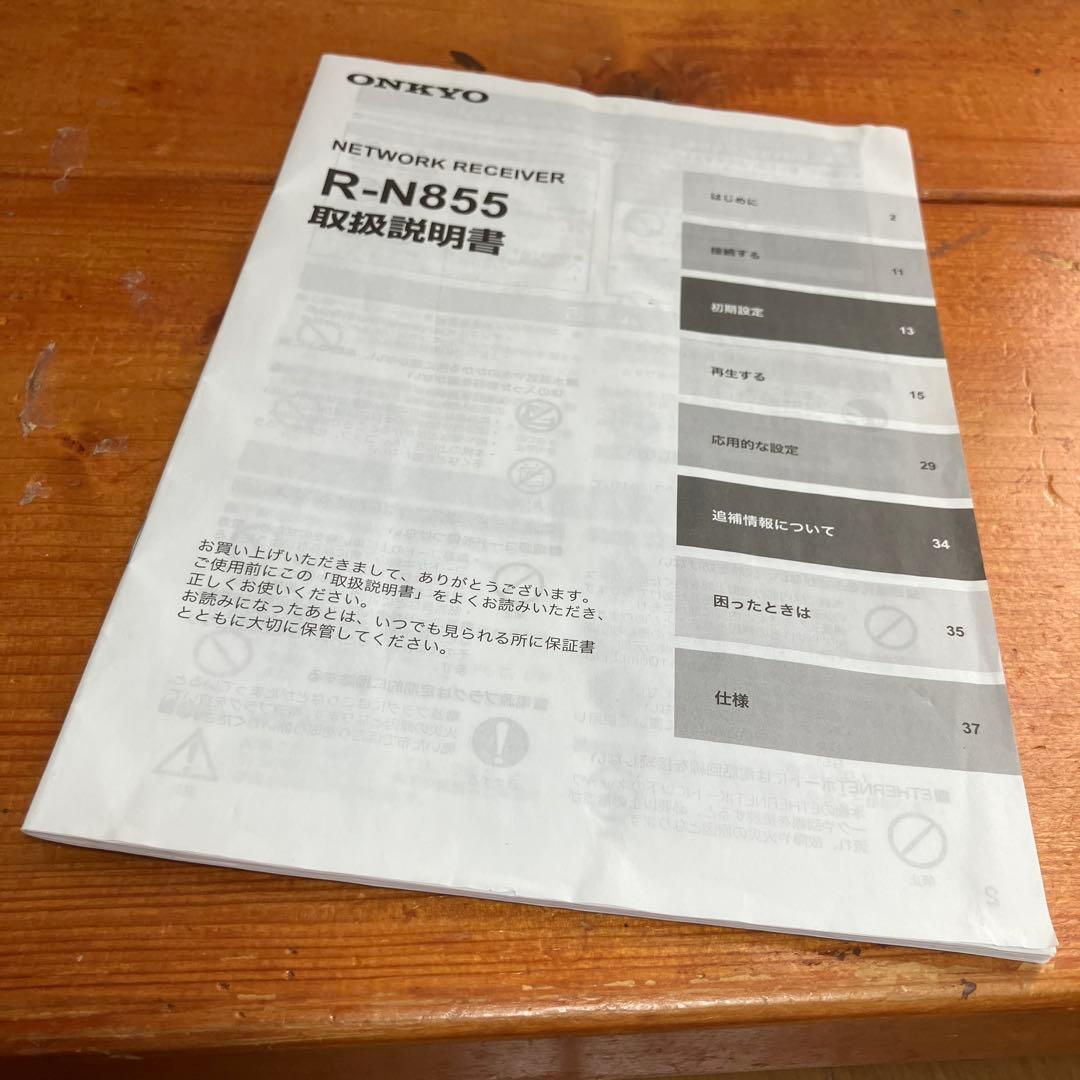 ONKYO
NETWORK RECEIVER
R-N855
取扱説明書
はじめに 2
接続する 11
初期設定 13
再生する 15
応用的な設定 29
追補情報について 34
困ったときは 35
仕様 37
お買い上げいただきまして、ありがとうございます。
ご使用前にこの「取扱説明書」をよくお読みいただき、
正しくお使いください。
お読みになったあとは、いつでも見られる所に保証書
とともに大切に保管してください。